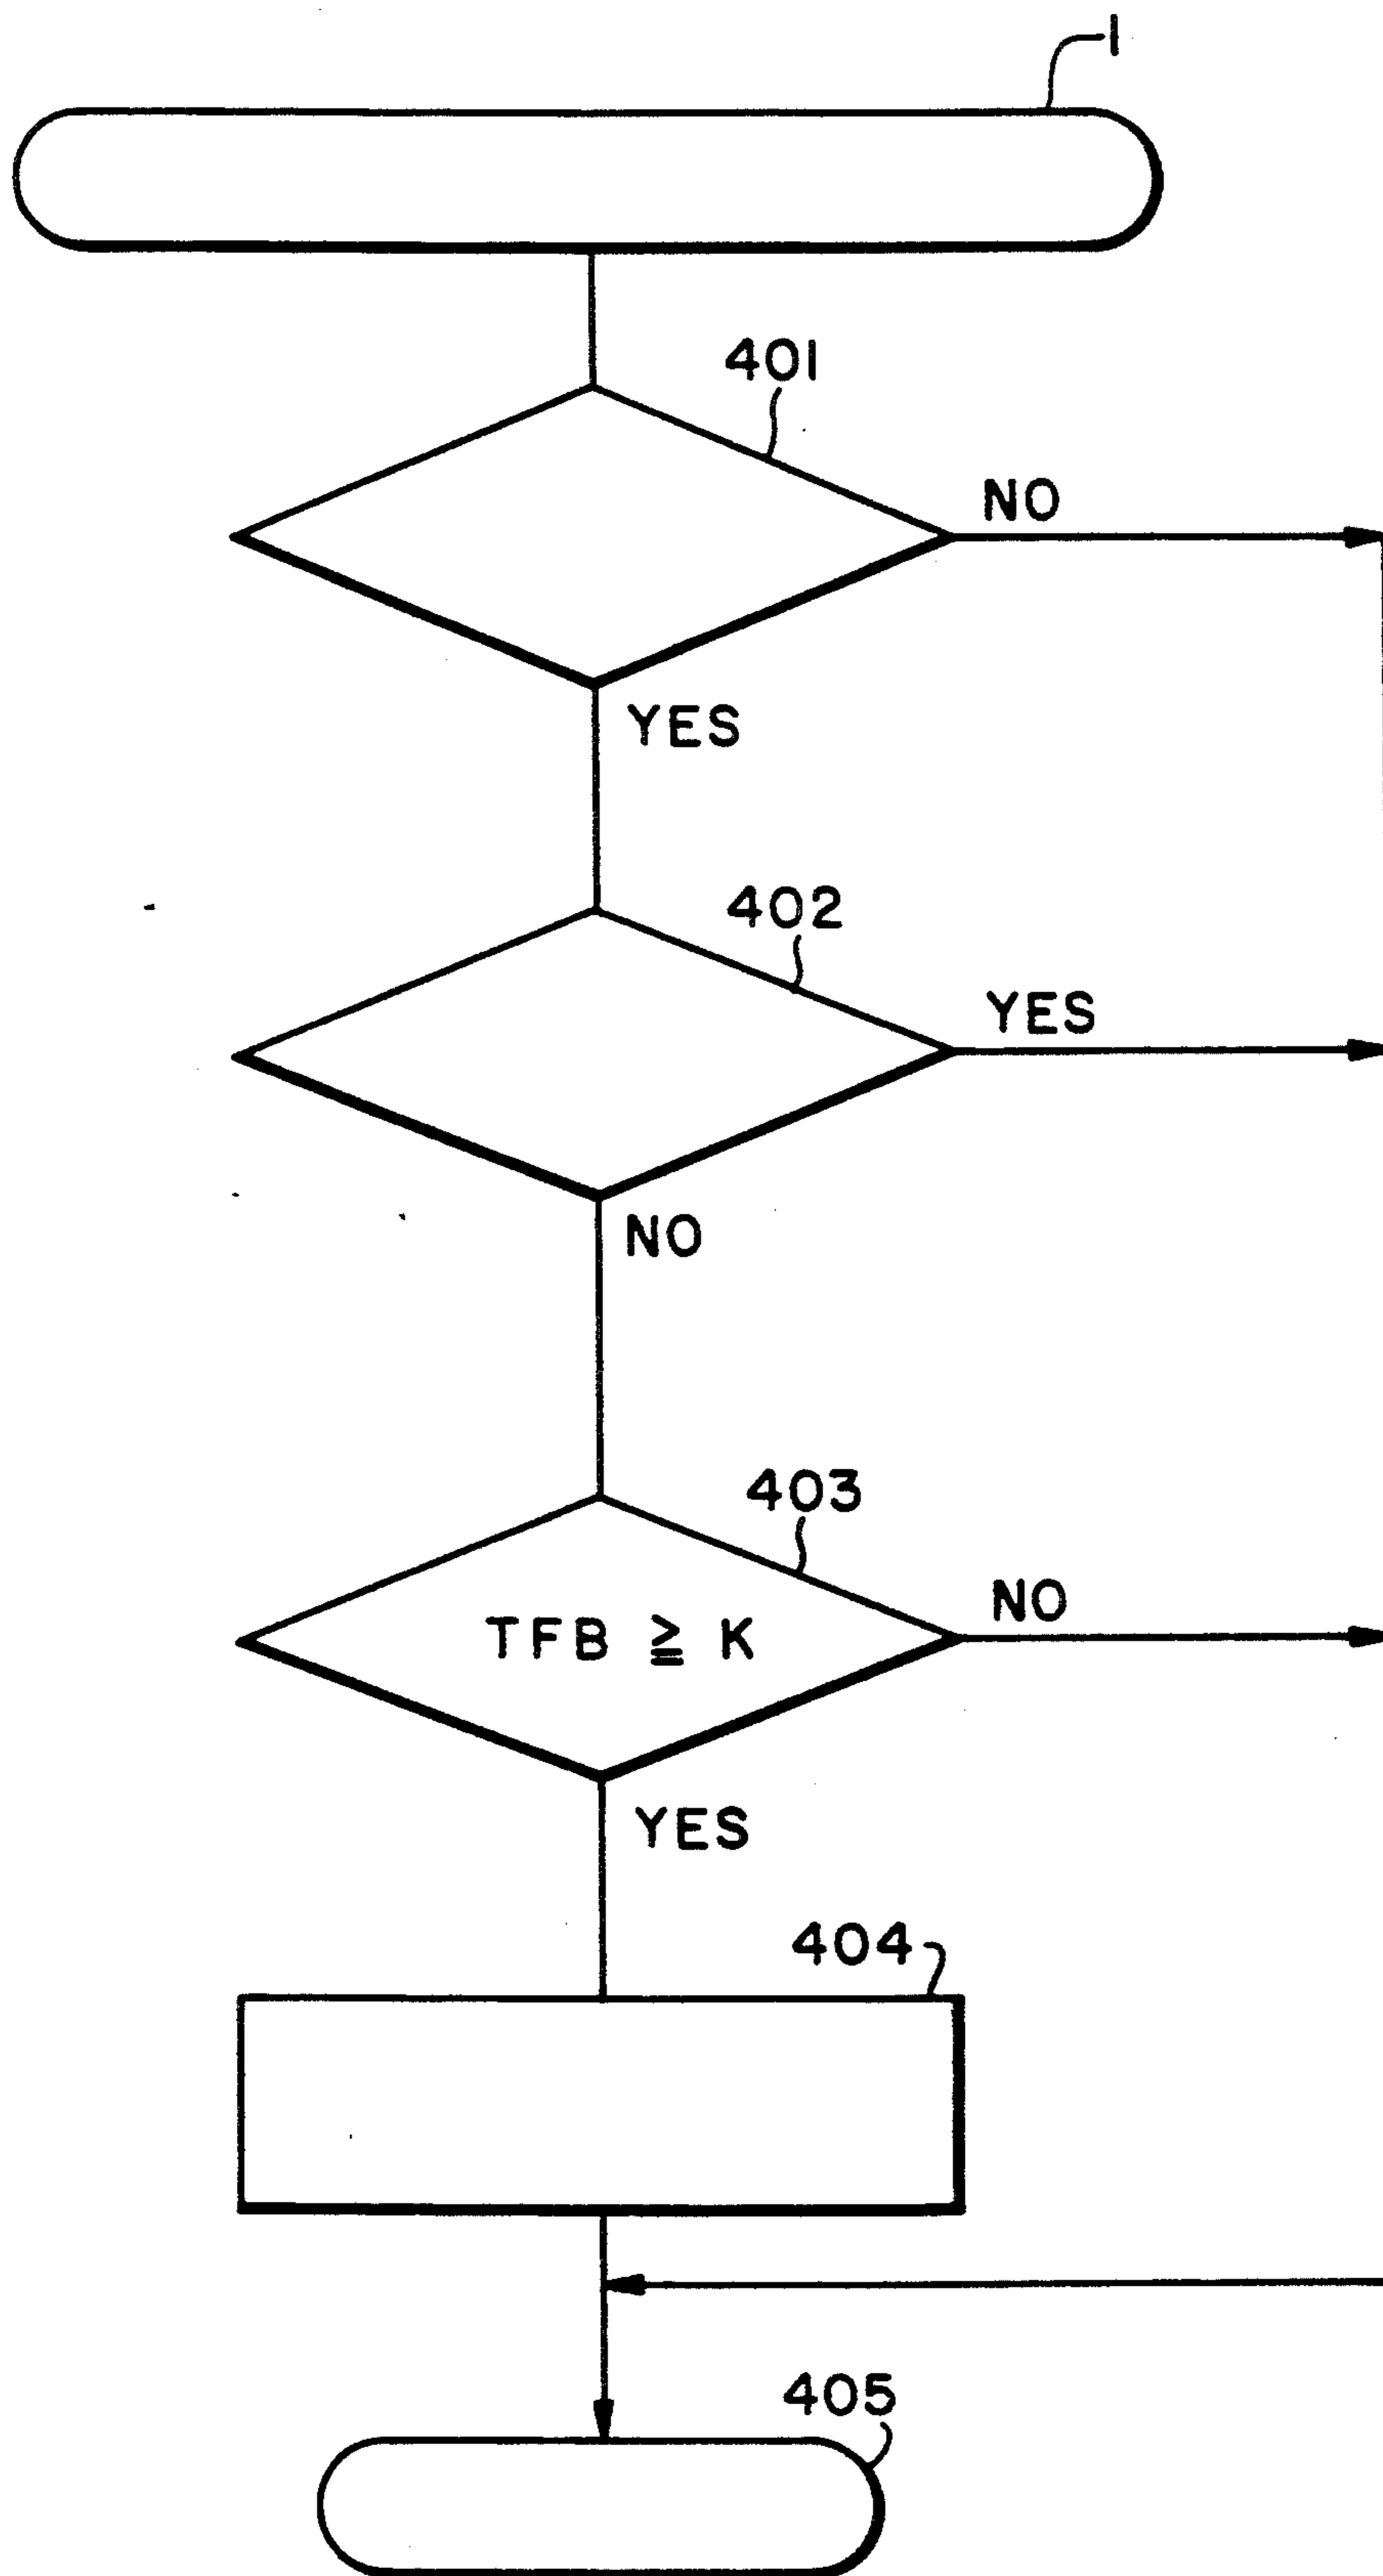 1
401
NO
YES
402
YES
NO
403
TFB ≧ K
NO
YES
404
405